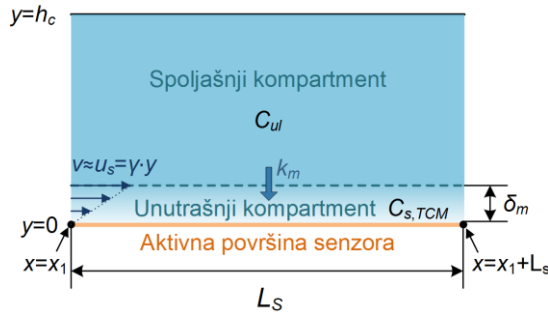 y=h_c
Spoljašnji kompartment
C_ul
v≈u_s=γ·y
k_m
Unutrašnji kompartment C_s,TCM
δ_m
y=0
Aktivna površina senzora
x=x_1
x=x_1+L_s
L_S